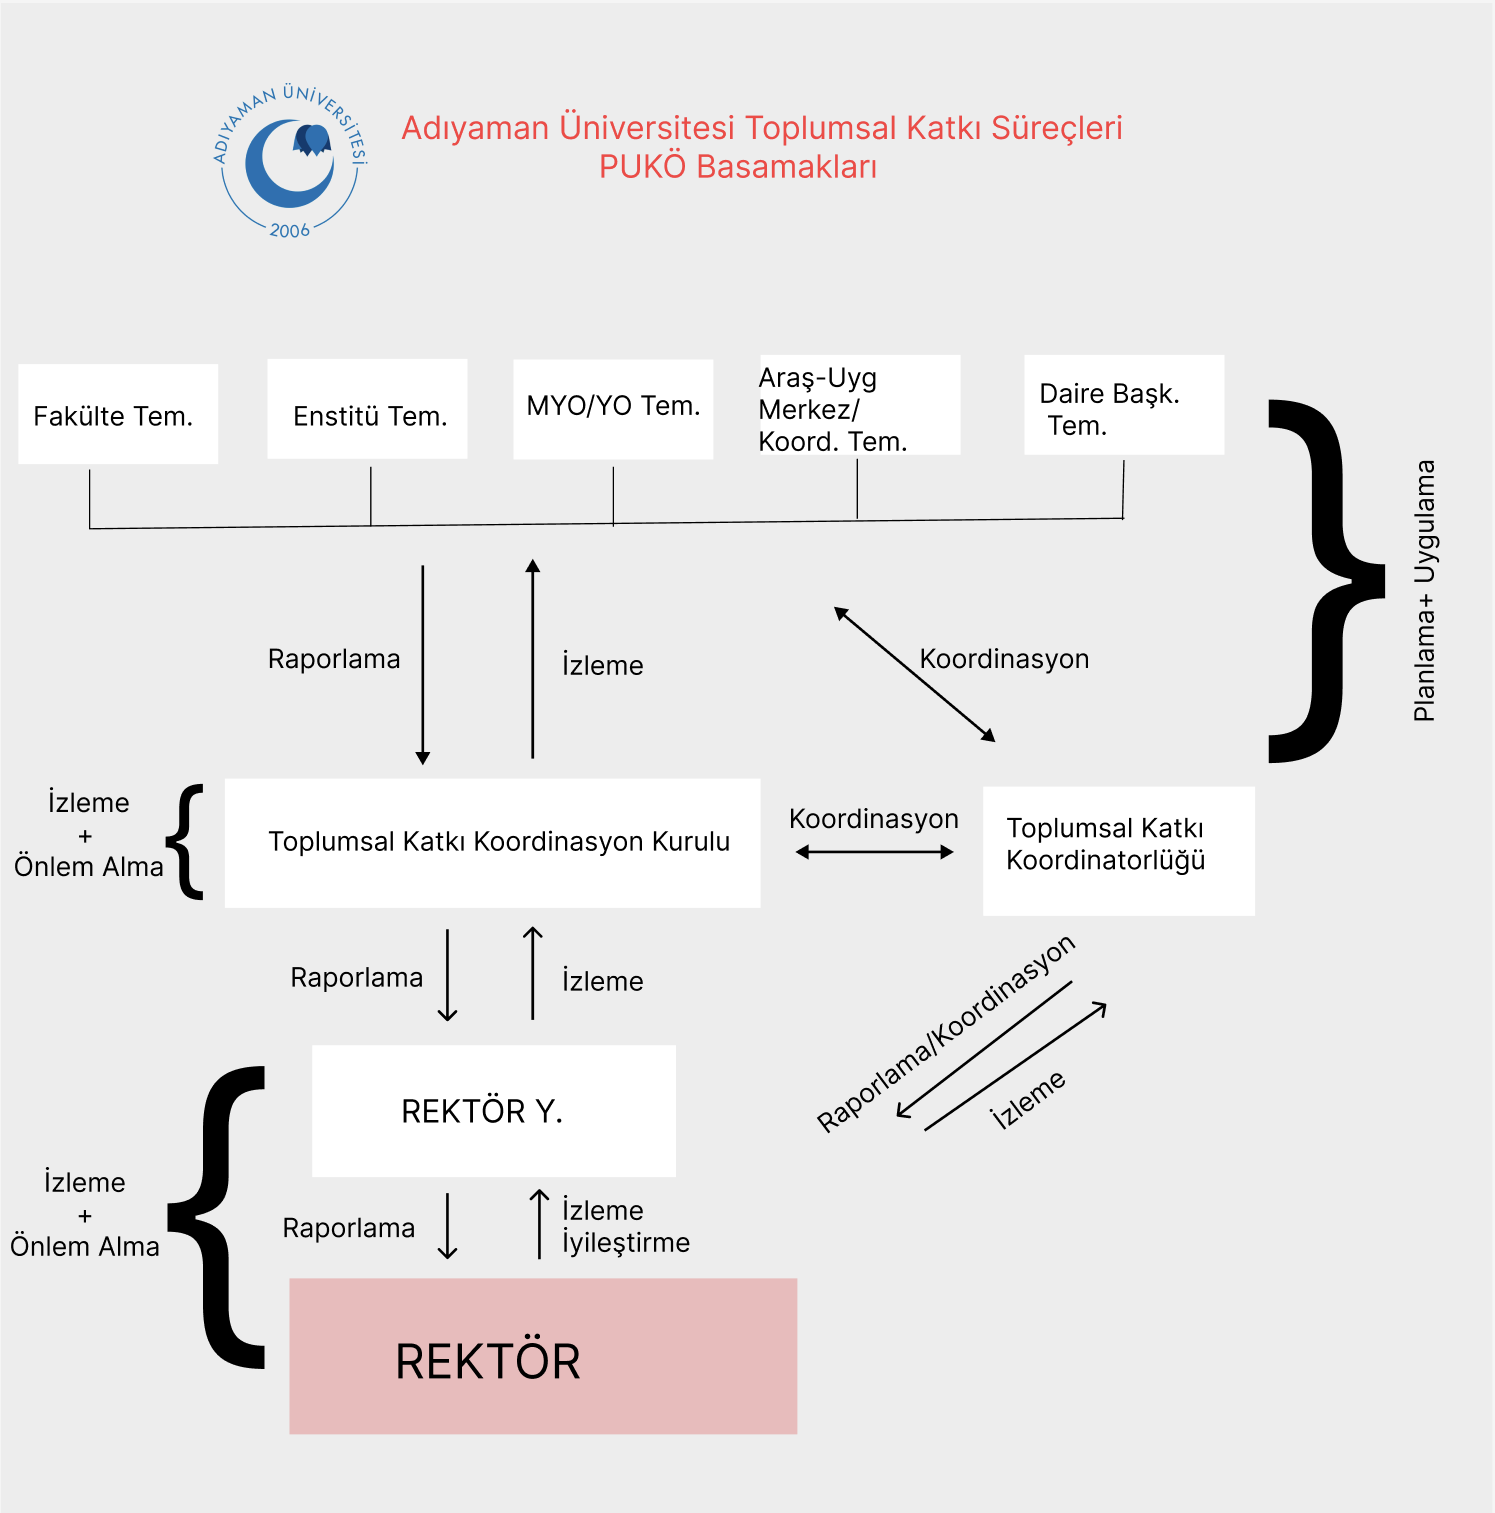 ADIYAMAN ÜNİVERSİTESİ
2006
Adıyaman Üniversitesi Toplumsal Katkı Süreçleri
PUKÖ Basamakları
Fakülte Tem.
Enstitü Tem.
MYO/YO Tem.
Araş-Uyg
Merkez/
Koord. Tem.
Daire Başk.
Tem.
Planlama+ Uygulama
Raporlama
İzleme
Koordinasyon
İzleme
+
Önlem Alma
Toplumsal Katkı Koordinasyon Kurulu
Koordinasyon
Toplumsal Katkı
Koordinatorlüğü
Raporlama
İzleme
Raporlama/Koordinasyon
İzleme
REKTÖR Y.
İzleme
+
Önlem Alma
Raporlama
İzleme
İyileştirme
REKTÖR